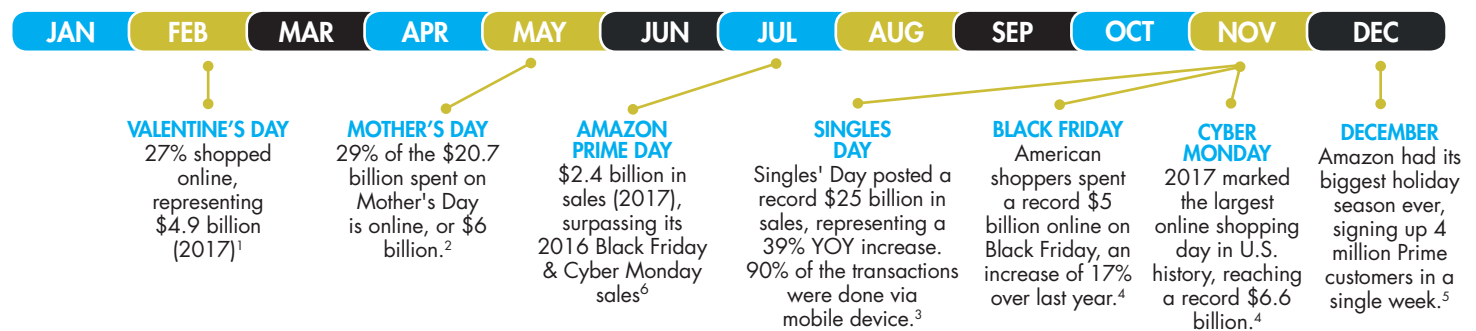 JAN FEB MAR APR MAY JUN JUL AUG SEP OCT NOV DEC
VALENTINE'S DAY
27% shopped
online,
representing
$4.9 billion
(2017)¹
MOTHER'S DAY
29% of the $20.7
billion spent on
Mother's Day
is online, or $6
billion.²
AMAZON
PRIME DAY
$2.4 billion in
sales (2017),
surpassing its
2016 Black Friday
& Cyber Monday
sales⁶
SINGLES
DAY
Singles' Day posted a
record $25 billion in
sales, representing a
39% YOY increase.
90% of the transactions
were done via
mobile device.³
BLACK FRIDAY
American
shoppers spent
a record $5
billion online on
Black Friday, an
increase of 17%
over last year.⁴
CYBER
MONDAY
2017 marked
the largest
online shopping
day in U.S.
history, reaching
a record $6.6
billion.⁴
DECEMBER
Amazon had its
biggest holiday
season ever,
signing up 4
million Prime
customers in a
single week.⁵